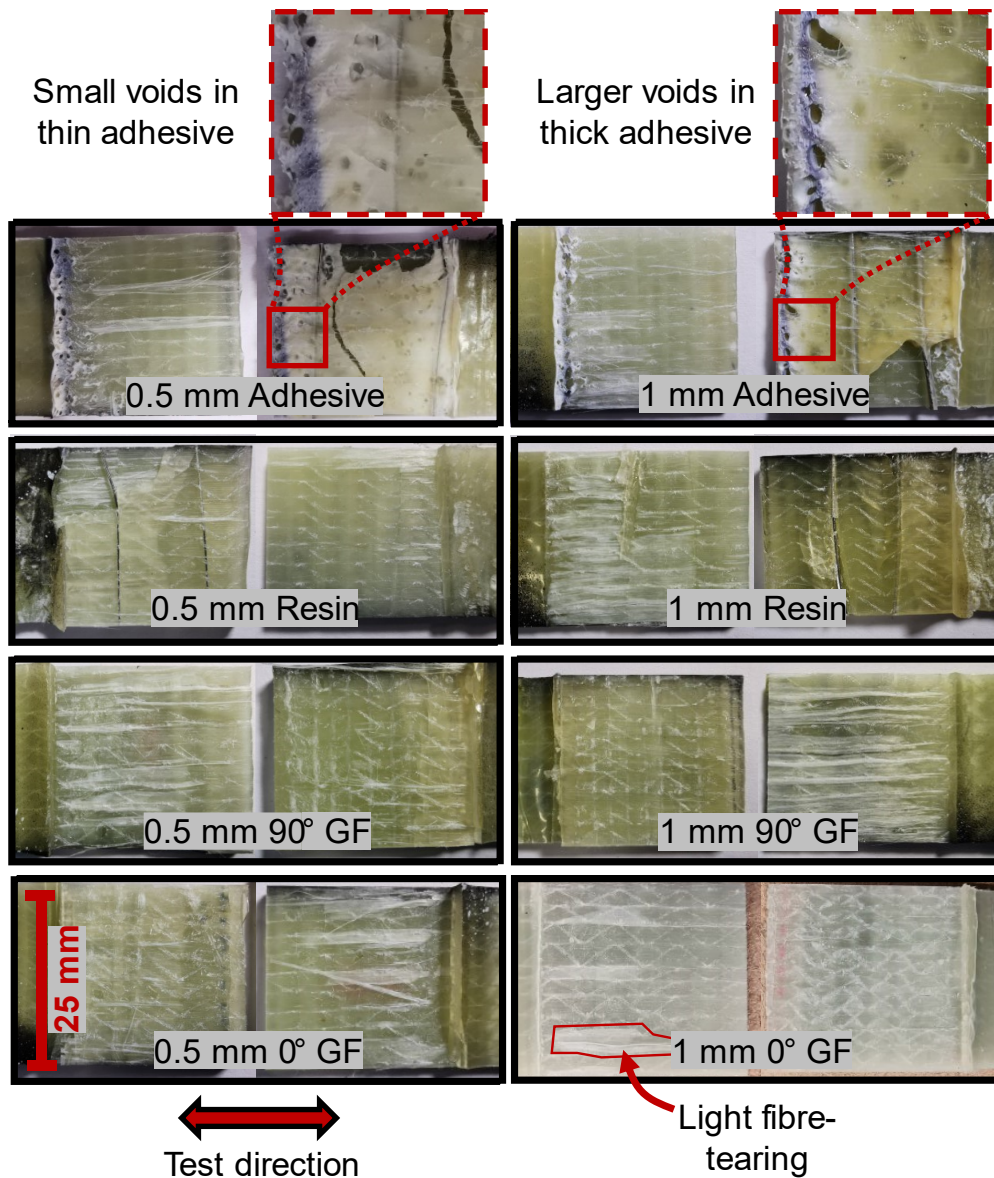 Small voids in
thin adhesive
Larger voids in
thick adhesive
0.5 mm Adhesive
1 mm Adhesive
0.5 mm Resin
1 mm Resin
0.5 mm 90° GF
1 mm 90° GF
25 mm
0.5 mm 0° GF
1 mm 0° GF
Test direction
Light fibre-
tearing